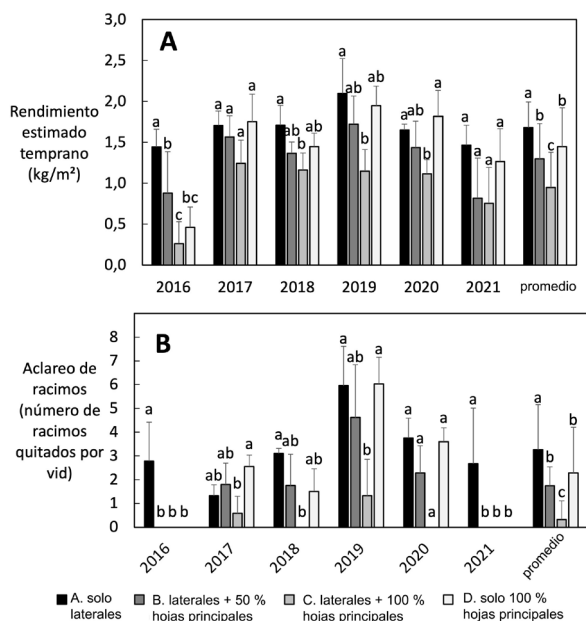 A
Rendimiento
estimado
temprano
(kg/m²)
3,0
2,5
2,0
1,5
1,0
0,5
0,0
a b c bc
a a a a
a ab b ab
a ab b ab
a a b a
a a a a
a b c b
2016 2017 2018 2019 2020 2021 promedio
B
Aclareo de
racimos
(número de
racimos
quitados por
vid)
8
7
6
5
4
3
2
1
0
a b b b
ab ab b a
a a b ab
a ab b a
a a a a
a b b b
a b c b
2016 2017 2018 2019 2020 2021 promedio
A. solo laterales
B. laterales + 50 % hojas principales
C. laterales + 100 % hojas principales
D. solo 100 % hojas principales